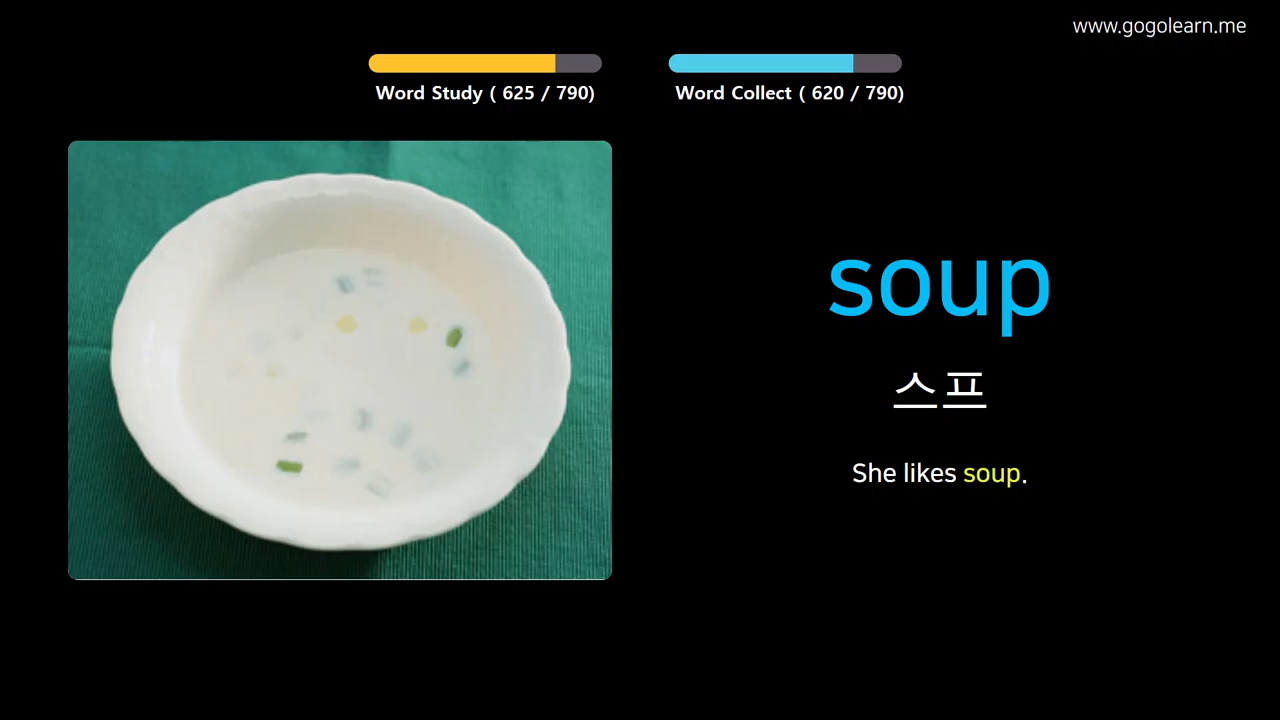 www.gogolearn.me
Word Study ( 625 / 790)
Word Collect ( 620 / 790)
soup
스프
She likes soup.